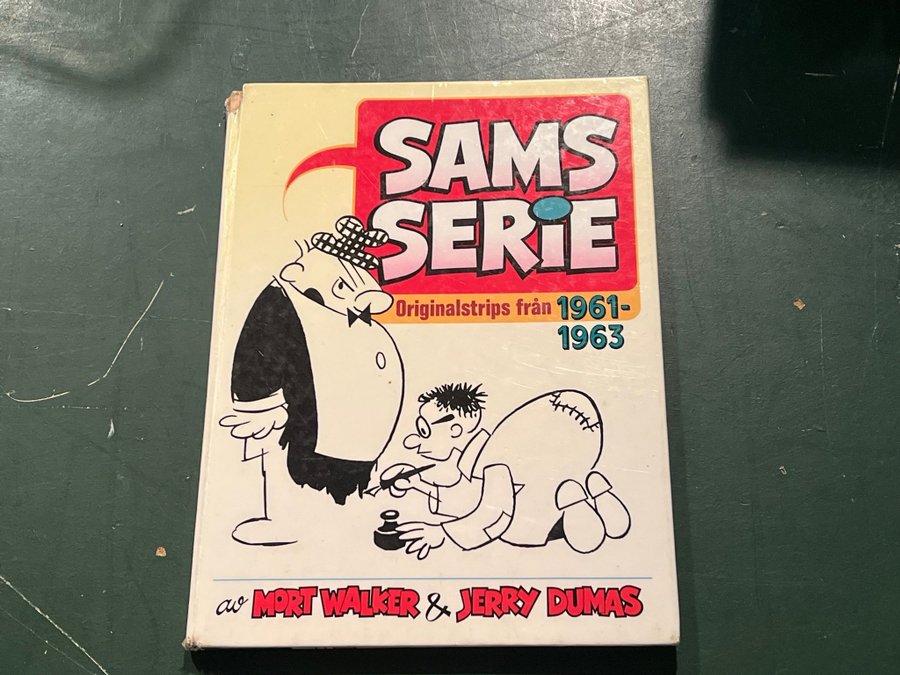 SAMS
SERiE
Originalstrips från 1961-
1963
av MORT WALKER & JERRY DUMAS